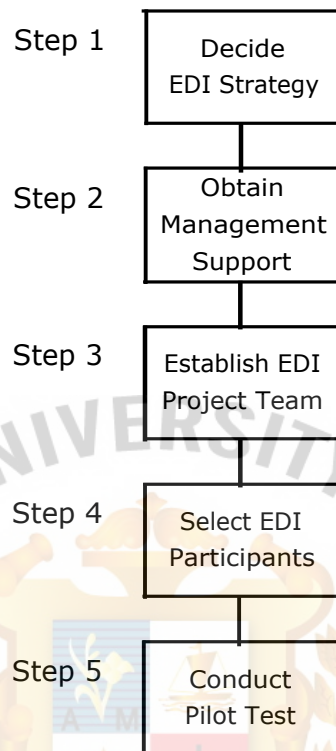 Step 1
Decide
EDI Strategy
Step 2
Obtain
Management
Support
Step 3
Establish EDI
Project Team
Step 4
Select EDI
Participants
Step 5
Conduct
Pilot Test